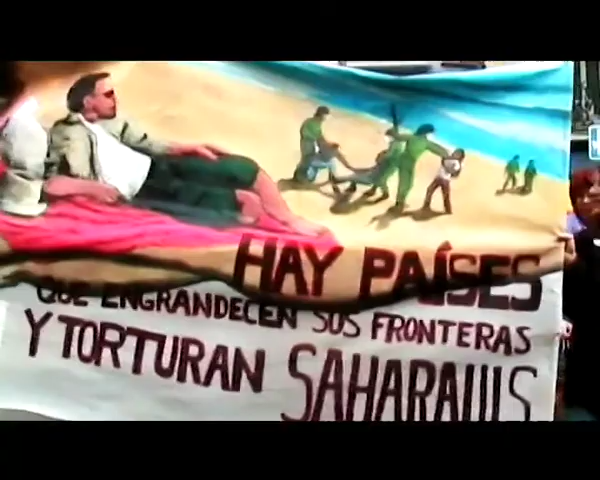 HAY PAÍSES
QUE ENGRANDECEN SUS FRONTERAS
Y TORTURAN SAHARAUIS